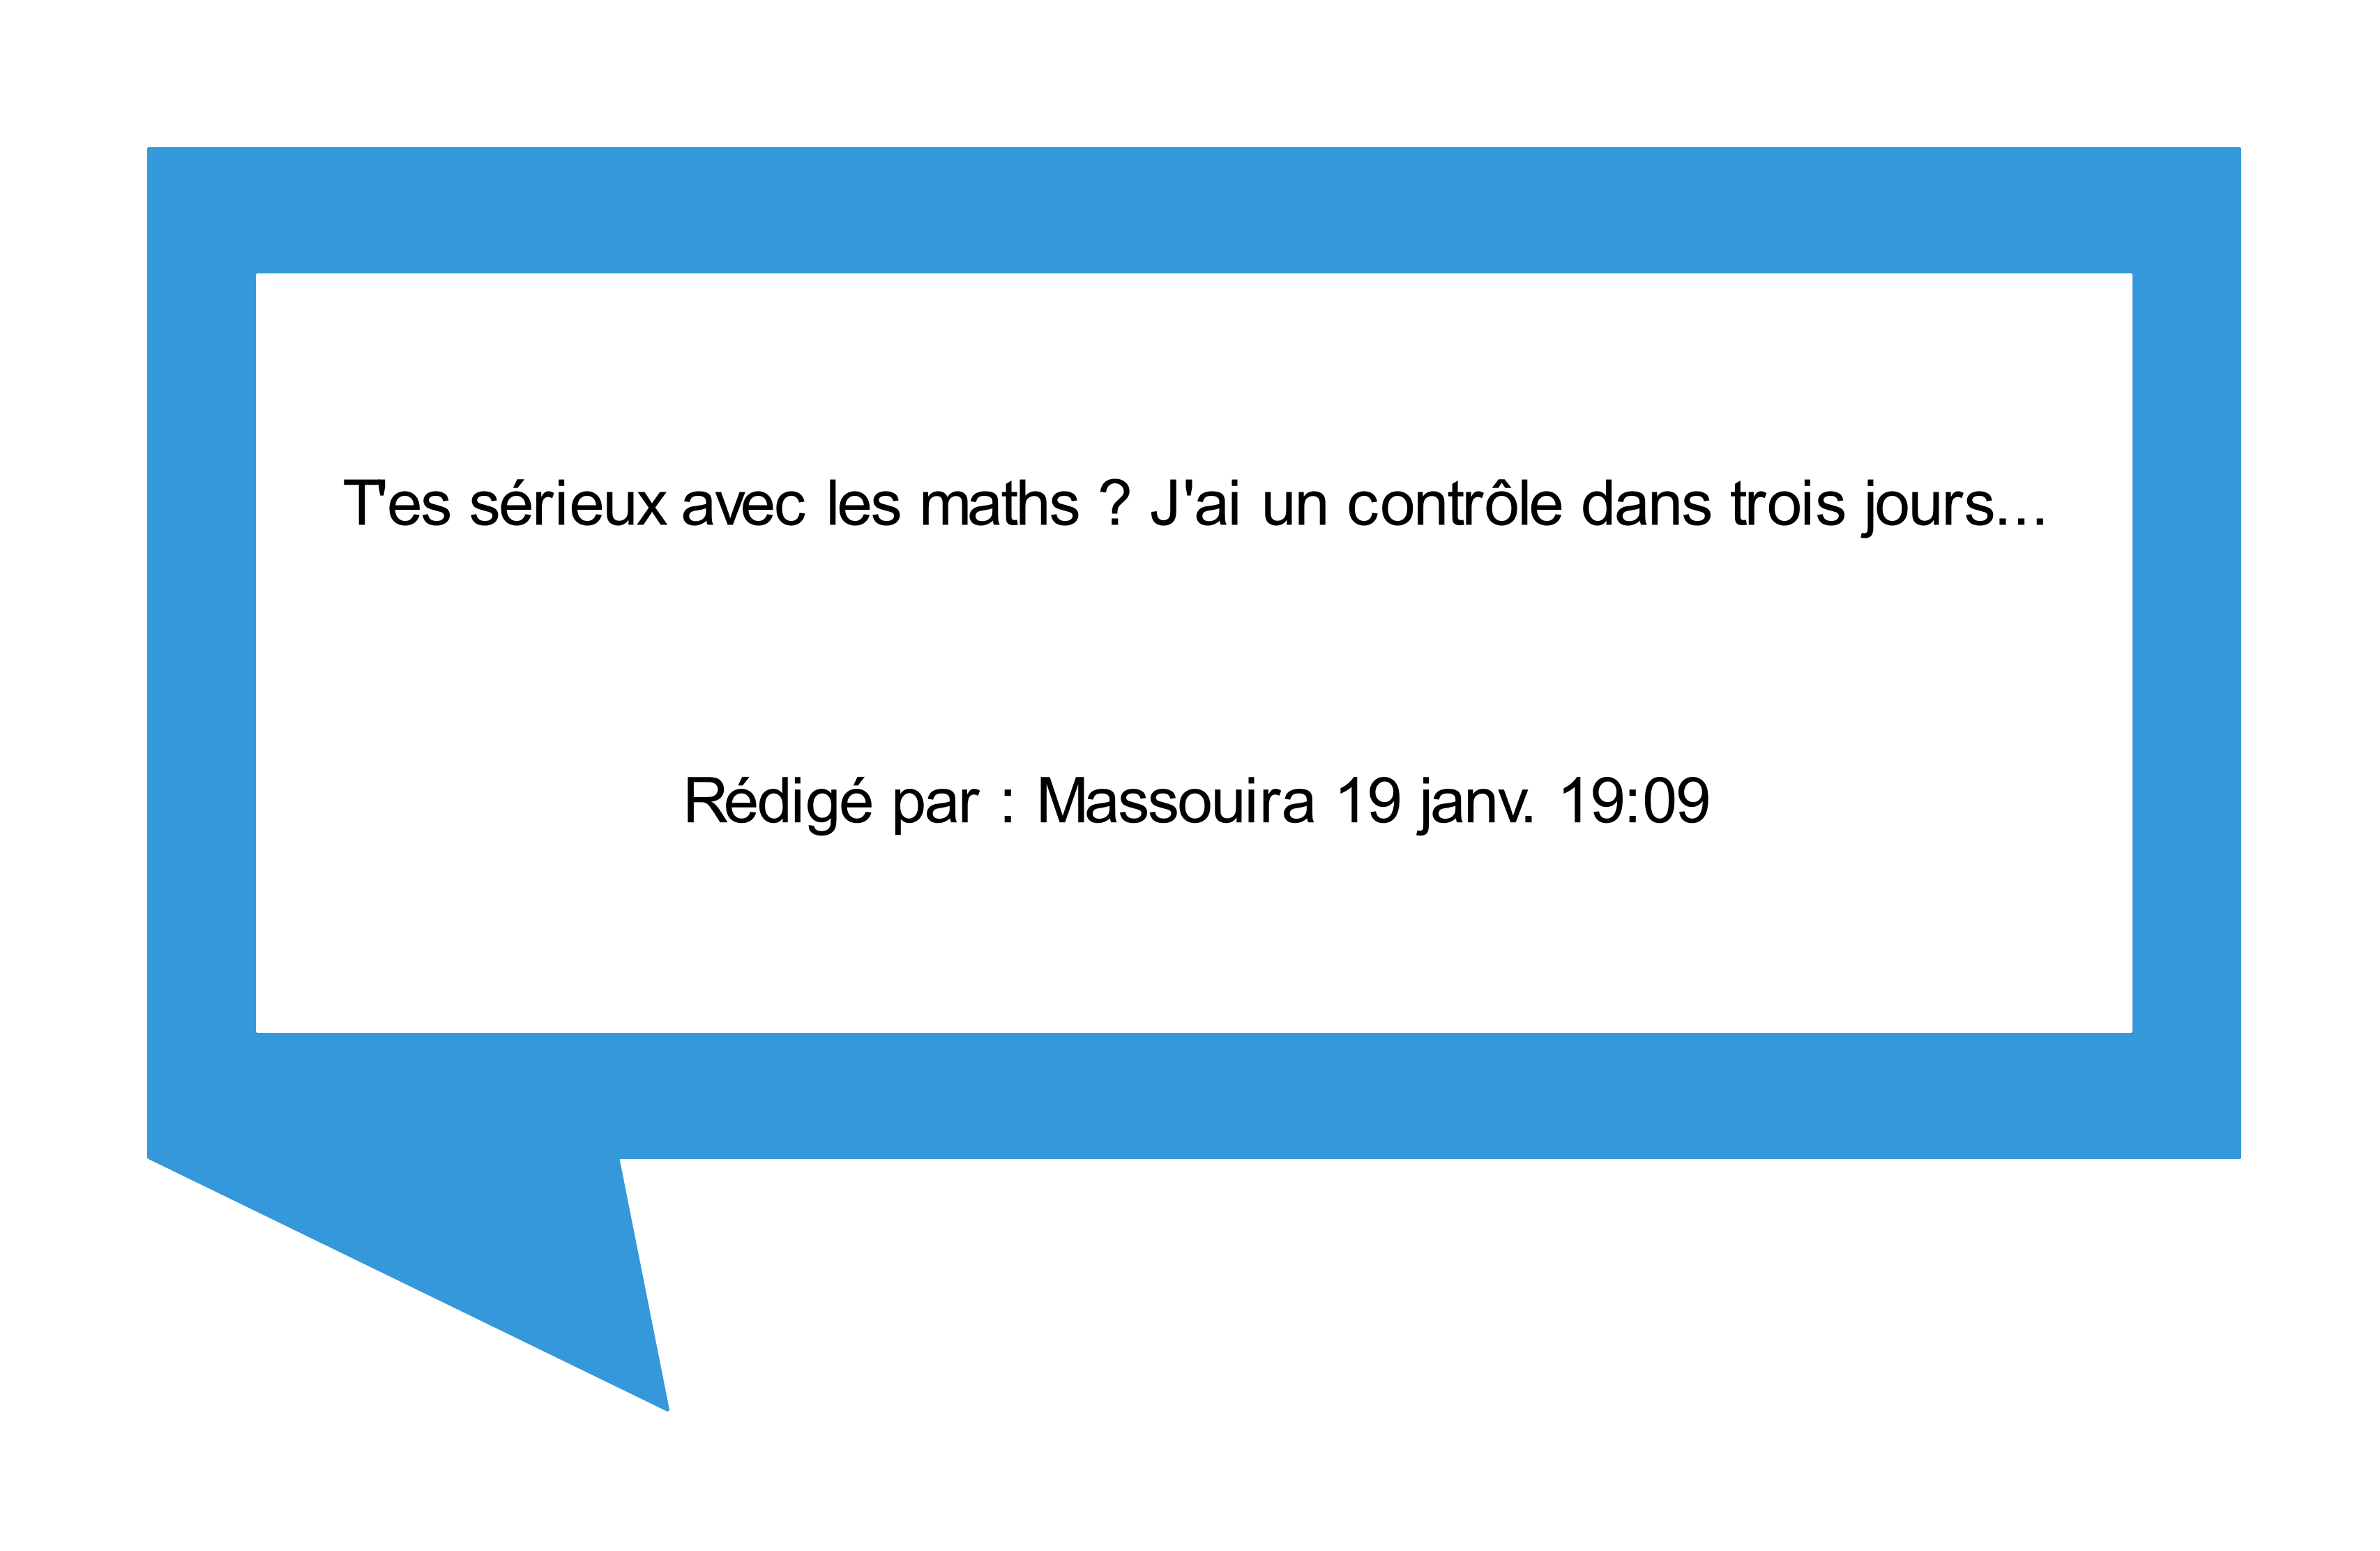 T'es sérieux avec les maths ? J'ai un contrôle dans trois jours...
Rédigé par : Massouira 19 janv. 19:09